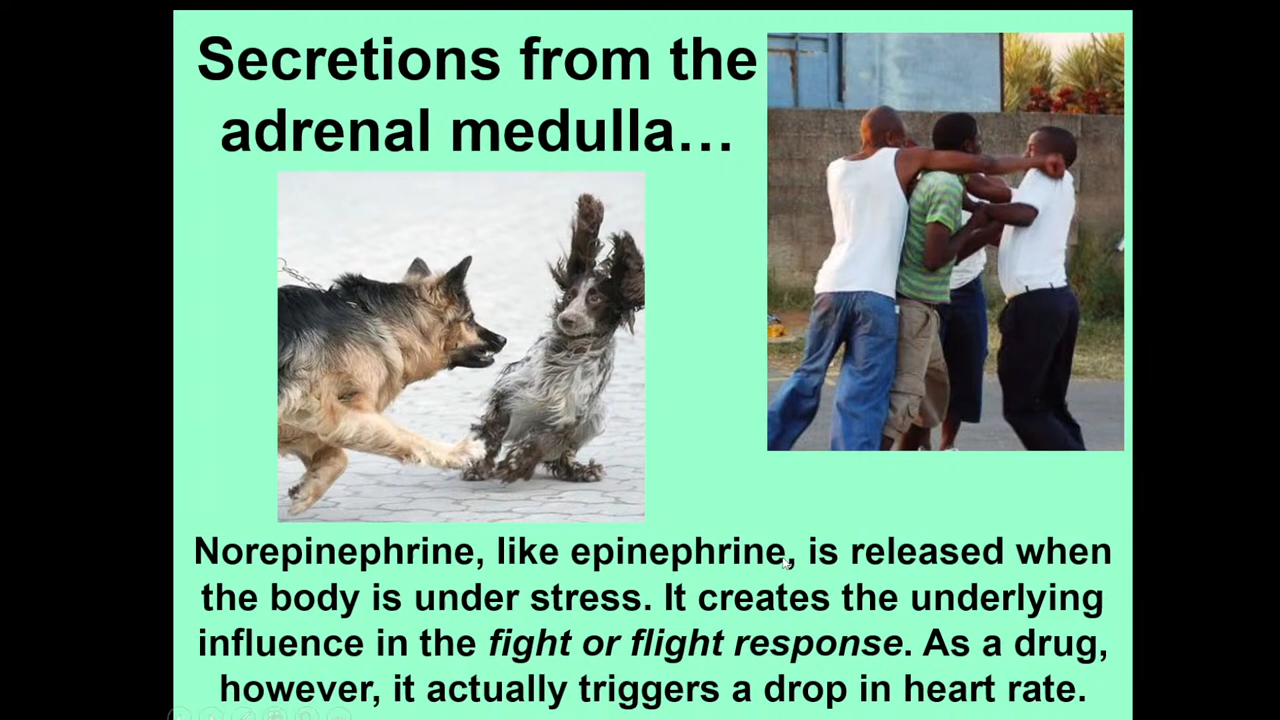 Secretions from the
adrenal medulla…
Norepinephrine, like epinephrine, is released when
the body is under stress. It creates the underlying
influence in the fight or flight response. As a drug,
however, it actually triggers a drop in heart rate.